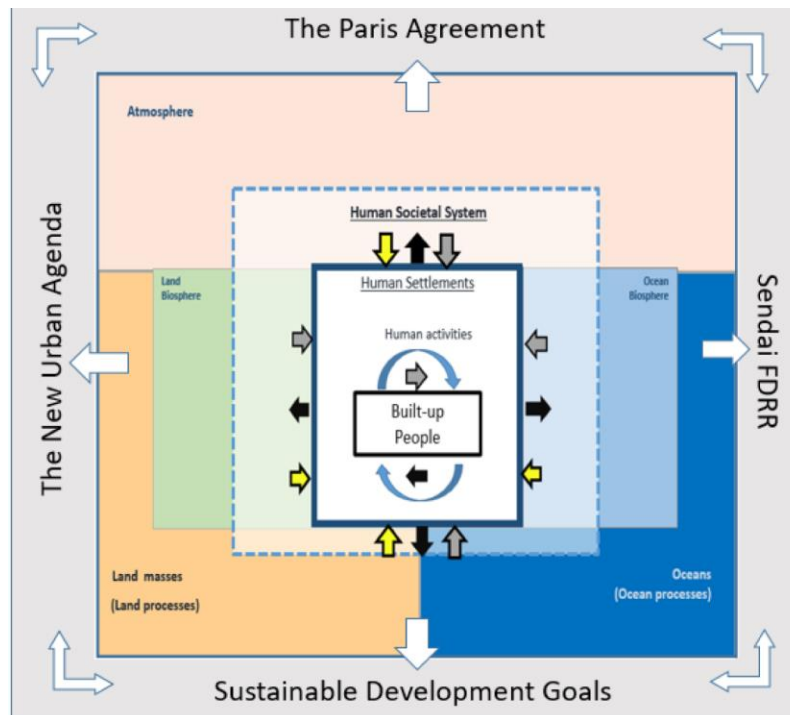 The Paris Agreement
Atmosphere
Human Societal System
The New Urban Agenda
Land
Biosphere
Human Settlements
Ocean
Biosphere
Sendai FDRR
Human activities
Built-up
People
Land masses
(Land processes)
Oceans
(Ocean processes)
Sustainable Development Goals